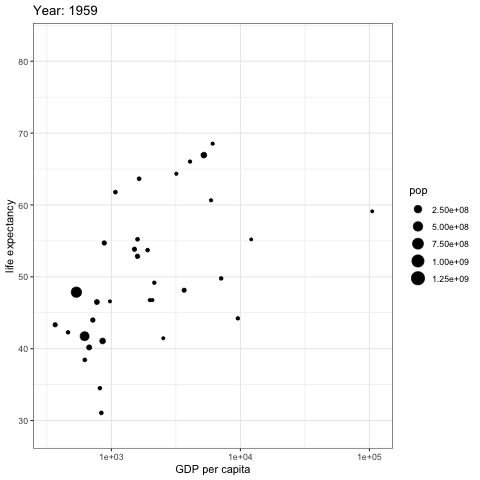 Year: 1959
80
70
60
50
40
30
life expectancy
1e+03
1e+04
1e+05
GDP per capita
pop
2.50e+08
5.00e+08
7.50e+08
1.00e+09
1.25e+09